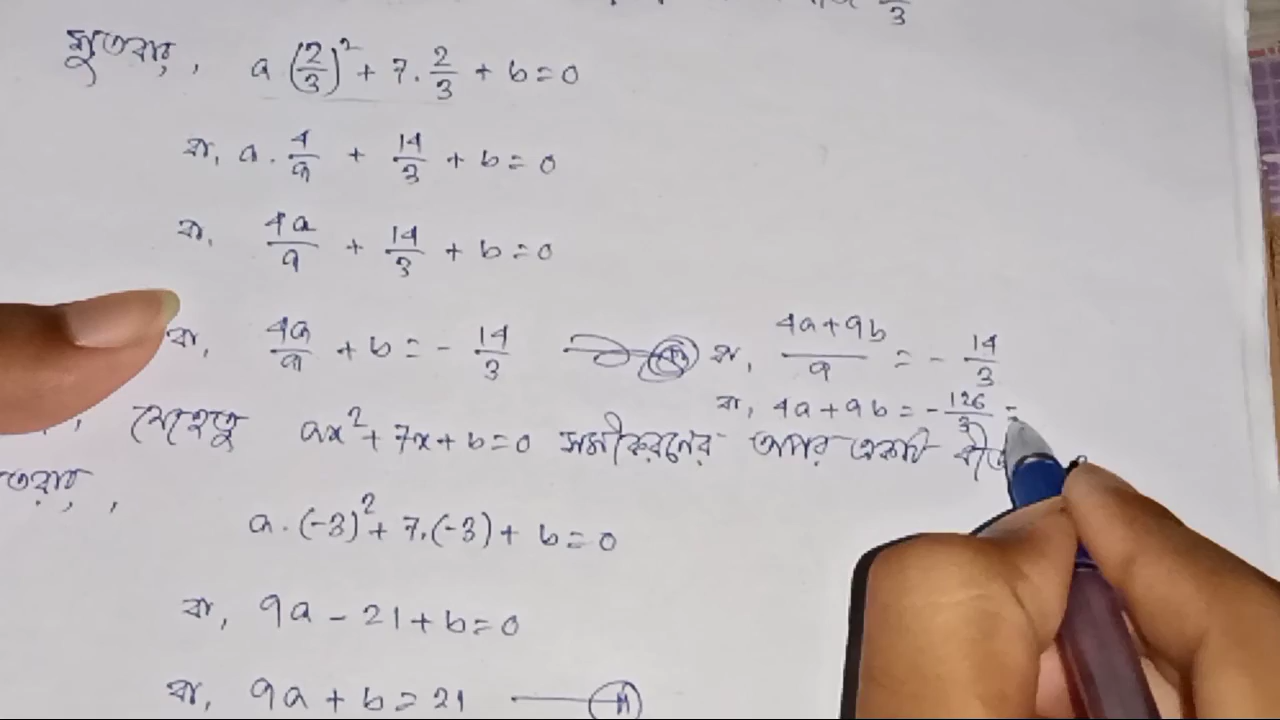 3
সুতরাং, a (2/3)² + 7 . 2/3 + b = 0
বা, a . 4/9 + 14/3 + b = 0
বা, 4a/9 + 14/3 + b = 0
বা, 4a/9 + b = - 14/3 বা, (4a+9b)/9 = - 14/3
বা, 4a+9b = - 126/3 =
যেহেতু ax² + 7x + b = 0 সমীকরণের অপর একটি
a . (-3)² + 7 . (-3) + b = 0
বা, 9a - 21 + b = 0
বা, 9a + b = 21